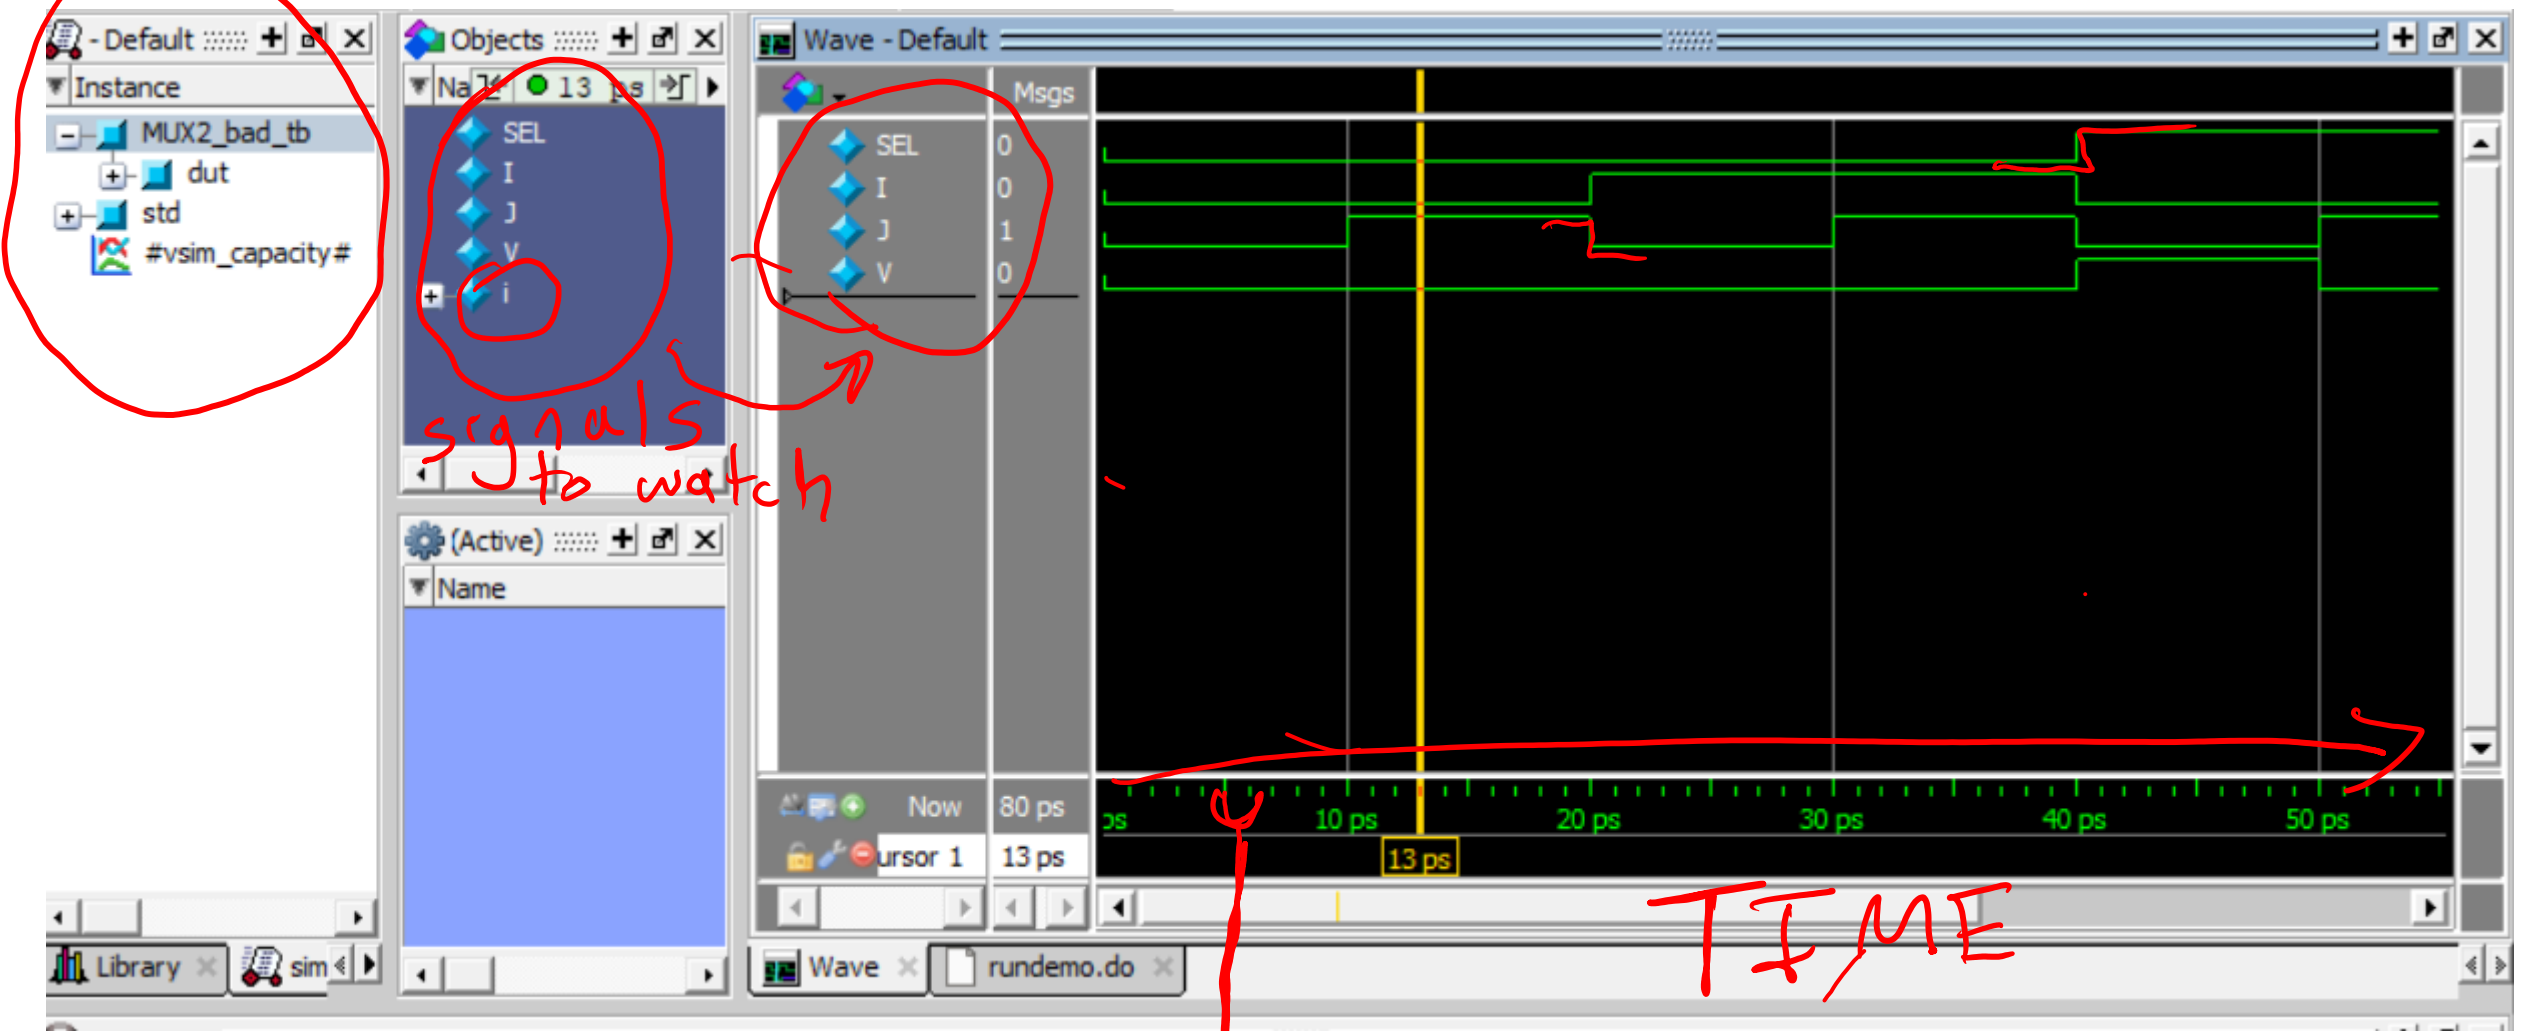 - Default
Instance
MUX2_bad_tb
dut
std
#vsim_capacity#
Library
sim
Objects
Na 13 ps
SEL
I
J
V
i
signals
to watch
(Active)
Name
Wave - Default
Msgs
SEL 0
I 0
J 1
V 0
Now 80 ps
ursor 1 13 ps
ps 10 ps 20 ps 30 ps 40 ps 50 ps
13 ps
TIME
Wave
rundemo.do